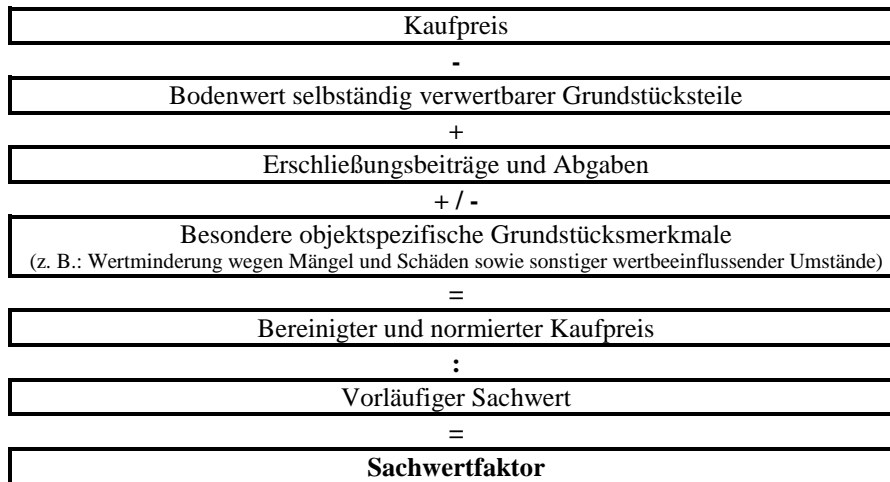 Kaufpreis
-
Bodenwert selbständig verwertbarer Grundstücksteile
+
Erschließungsbeiträge und Abgaben
+ / -
Besondere objektspezifische Grundstücksmerkmale
(z. B.: Wertminderung wegen Mängel und Schäden sowie sonstiger wertbeeinflussender Umstände)
=
Bereinigter und normierter Kaufpreis
:
Vorläufiger Sachwert
=
Sachwertfaktor